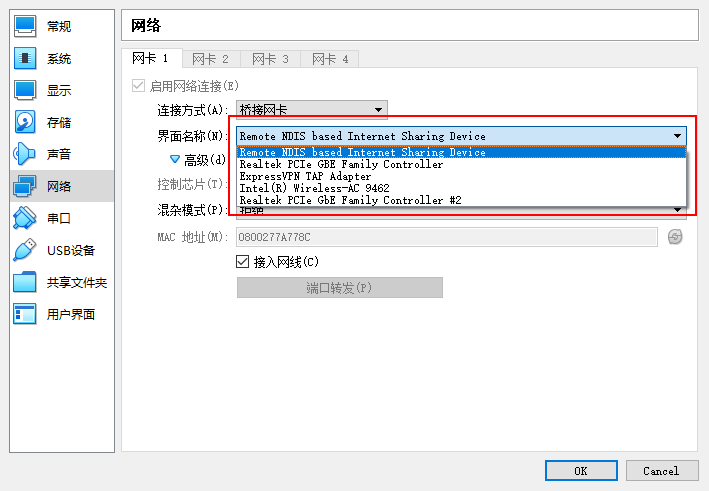 常规
系统
显示
存储
声音
网络
串口
USB设备
共享文件夹
用户界面
网络
网卡 1 网卡 2 网卡 3 网卡 4
启用网络连接(E)
连接方式(A): 桥接网卡
界面名称(N): Remote NDIS based Internet Sharing Device
高级(d)
Remote NDIS based Internet Sharing Device
Realtek PCIe GBE Family Controller
ExpressVPN TAP Adapter
Intel(R) Wireless-AC 9462
Realtek PCIe GbE Family Controller #2
控制芯片(T):
混杂模式(P): 拒绝
MAC 地址(M): 0800277A778C
接入网线(C)
端口转发(P)
OK Cancel